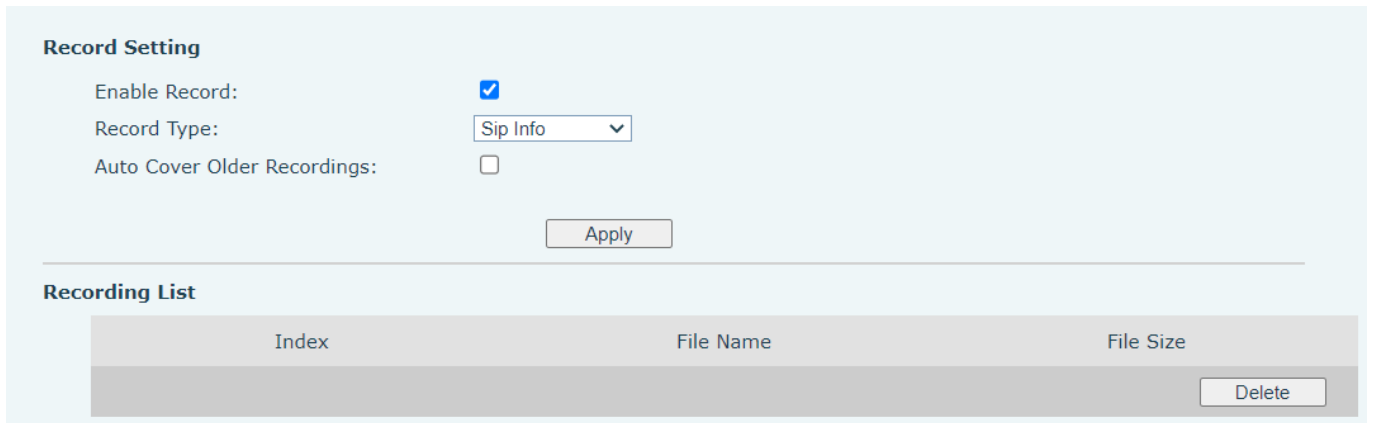 Record Setting
Enable Record:
Record Type: Sip Info
Auto Cover Older Recordings:
Apply
Recording List
Index File Name File Size
Delete